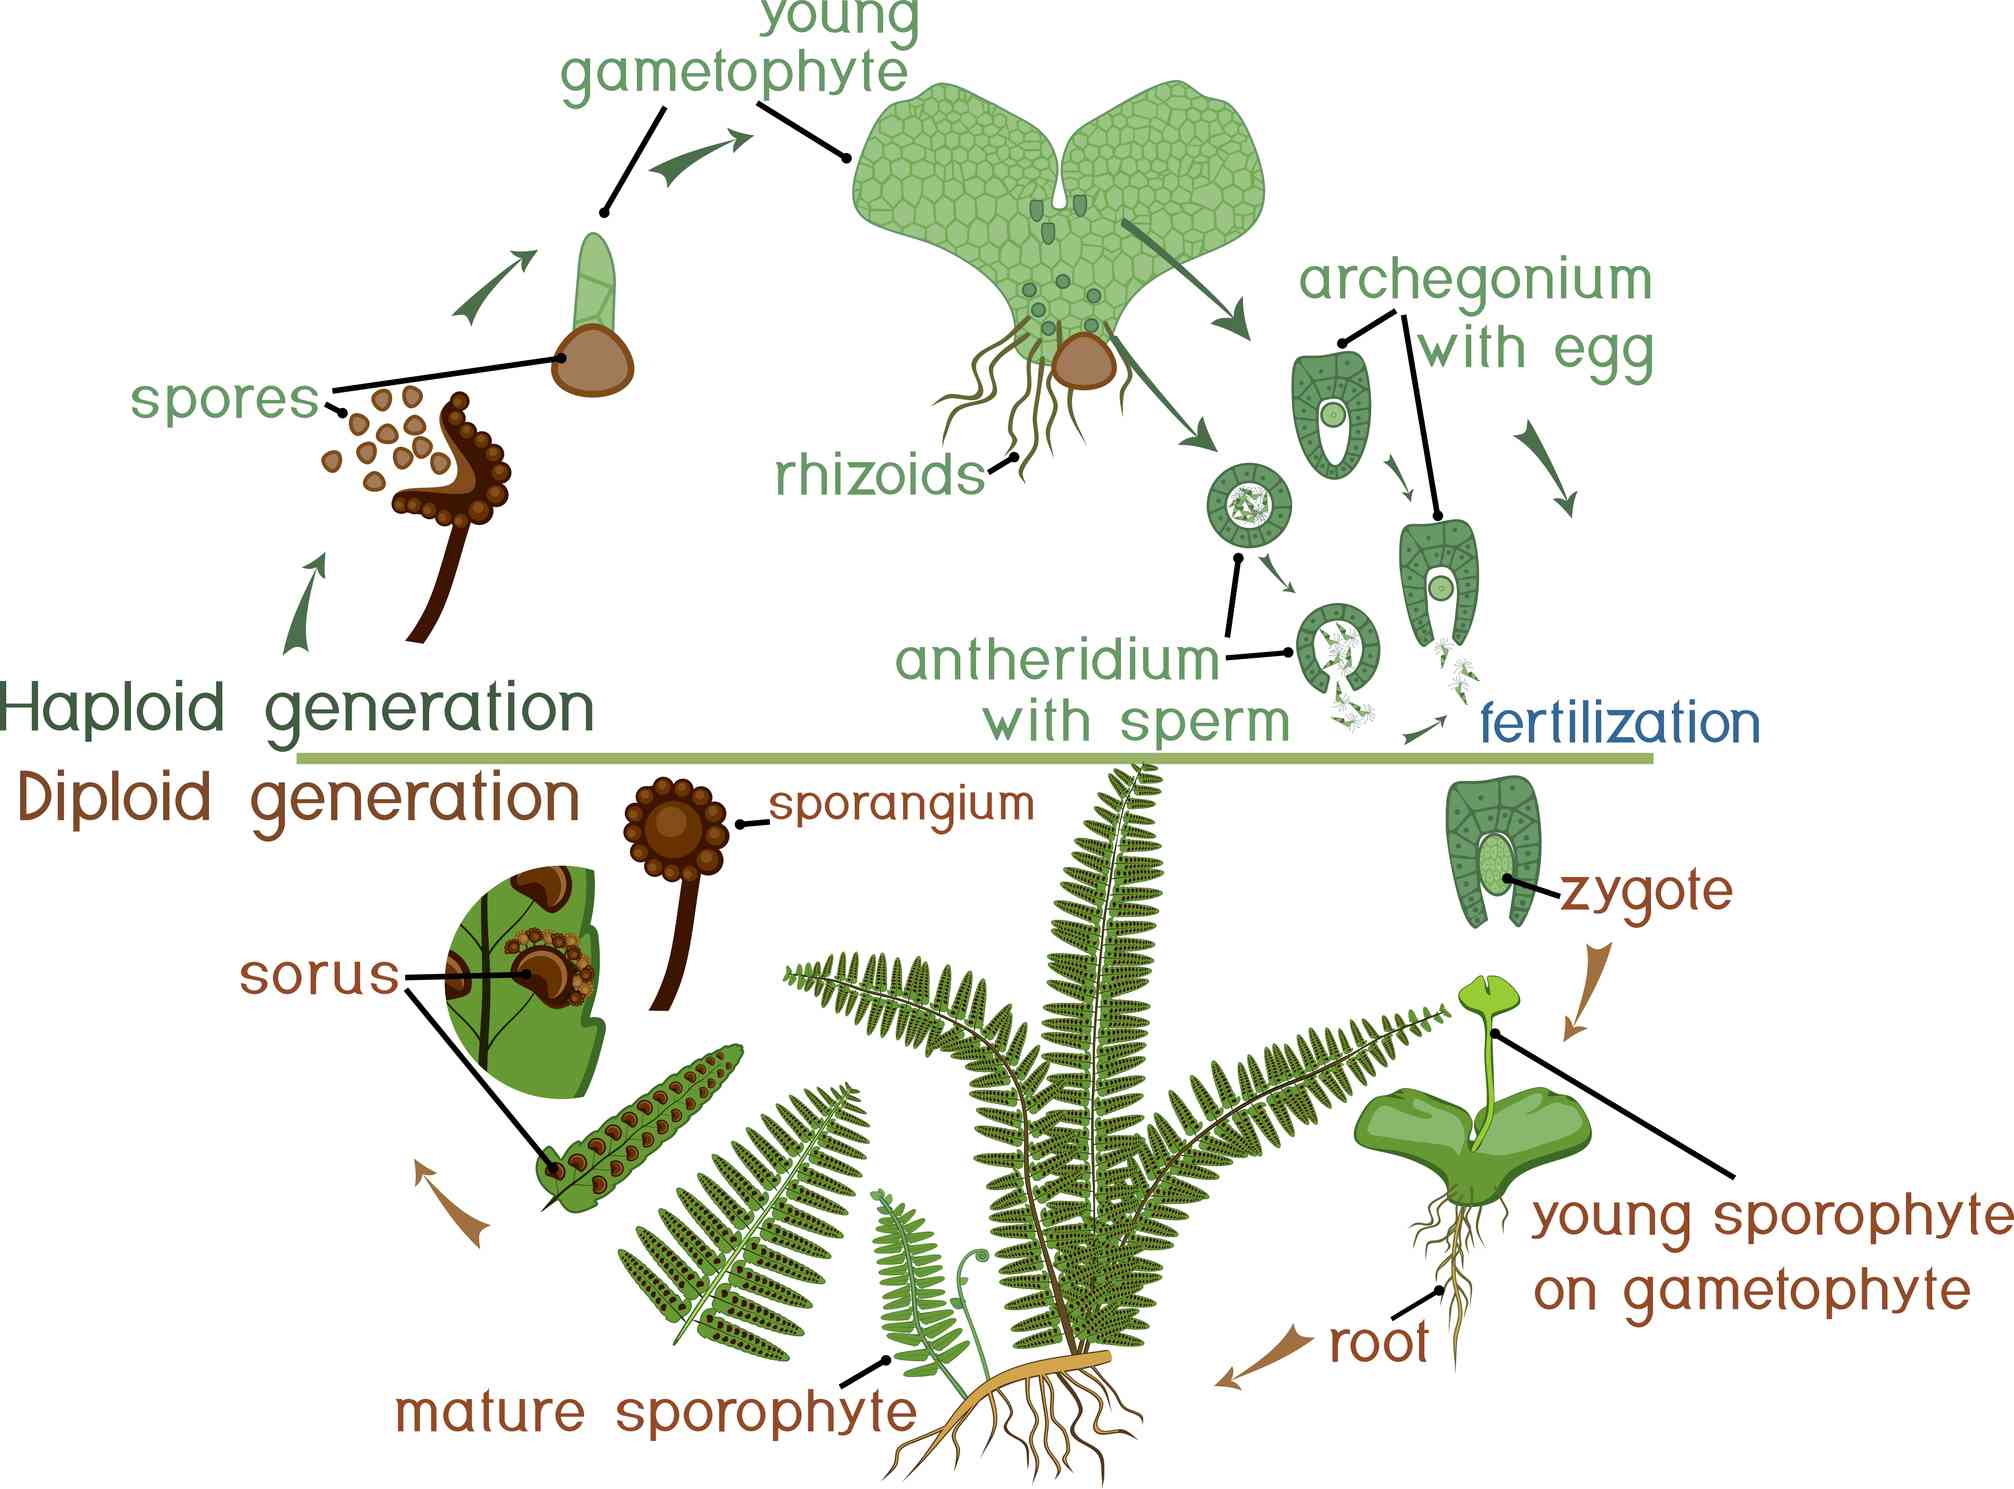 young
gametophyte
archegonium
with egg
spores
rhizoids
antheridium
with sperm
Haploid generation
fertilization
Diploid generation
sporangium
zygote
sorus
young sporophyte
on gametophyte
root
mature sporophyte